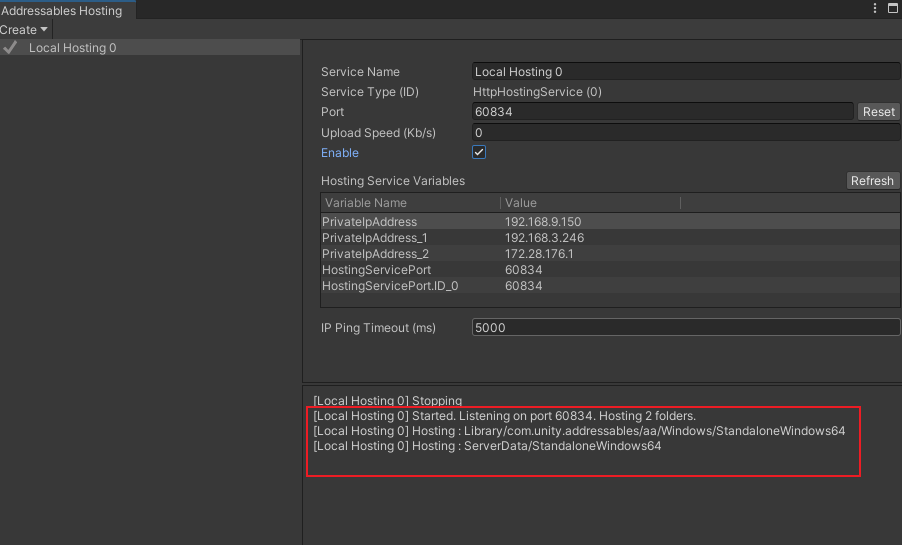 Addressables Hosting
Create
Local Hosting 0
Service Name Local Hosting 0
Service Type (ID) HttpHostingService (0)
Port 60834 Reset
Upload Speed (Kb/s) 0
Enable
Hosting Service Variables Refresh
Variable Name Value
PrivateIpAddress 192.168.9.150
PrivateIpAddress_1 192.168.3.246
PrivateIpAddress_2 172.28.176.1
HostingServicePort 60834
HostingServicePort.ID_0 60834
IP Ping Timeout (ms) 5000
[Local Hosting 0] Stopping
[Local Hosting 0] Started. Listening on port 60834. Hosting 2 folders.
[Local Hosting 0] Hosting : Library/com.unity.addressables/aa/Windows/StandaloneWindows64
[Local Hosting 0] Hosting : ServerData/StandaloneWindows64